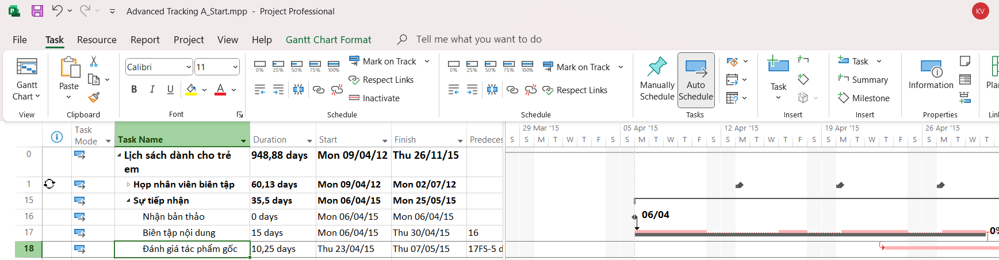 Advanced Tracking A_Start.mpp - Project Professional
KV
File Task Resource Report Project View Help Gantt Chart Format Tell me what you want to do
Gantt Chart
View
Paste
Clipboard
Calibri 11
B I U A
Font
0% 25% 50% 75% 100%
Mark on Track
Respect Links
Inactivate
Schedule
0% 25% 50% 75% 100%
Mark on Track
Respect Links
Schedule
Manually Schedule
Auto Schedule
Tasks
Task
Insert
Task
Summary
Milestone
Insert
Information
Properties
Plan
Lin
Task Mode Task Name Duration Start Finish Predeces
29 Mar '15 05 Apr '15 12 Apr '15 19 Apr '15 26 Apr '15
S S M T W T F S S M T W T F S S M T W T F S S M T W T F S S M T
0 Lịch sách dành cho trẻ em 948,88 days Mon 09/04/12 Thu 26/11/15
1 Họp nhân viên biên tập 60,13 days Mon 09/04/12 Mon 02/07/12
15 Sự tiếp nhận 35,5 days Mon 06/04/15 Mon 25/05/15
16 Nhận bản thảo 0 days Mon 06/04/15 Mon 06/04/15 06/04
17 Biên tập nội dung 15 days Mon 06/04/15 Thu 30/04/15 16 0%
18 Đánh giá tác phẩm gốc 10,25 days Thu 23/04/15 Thu 07/05/15 17FS-5 d